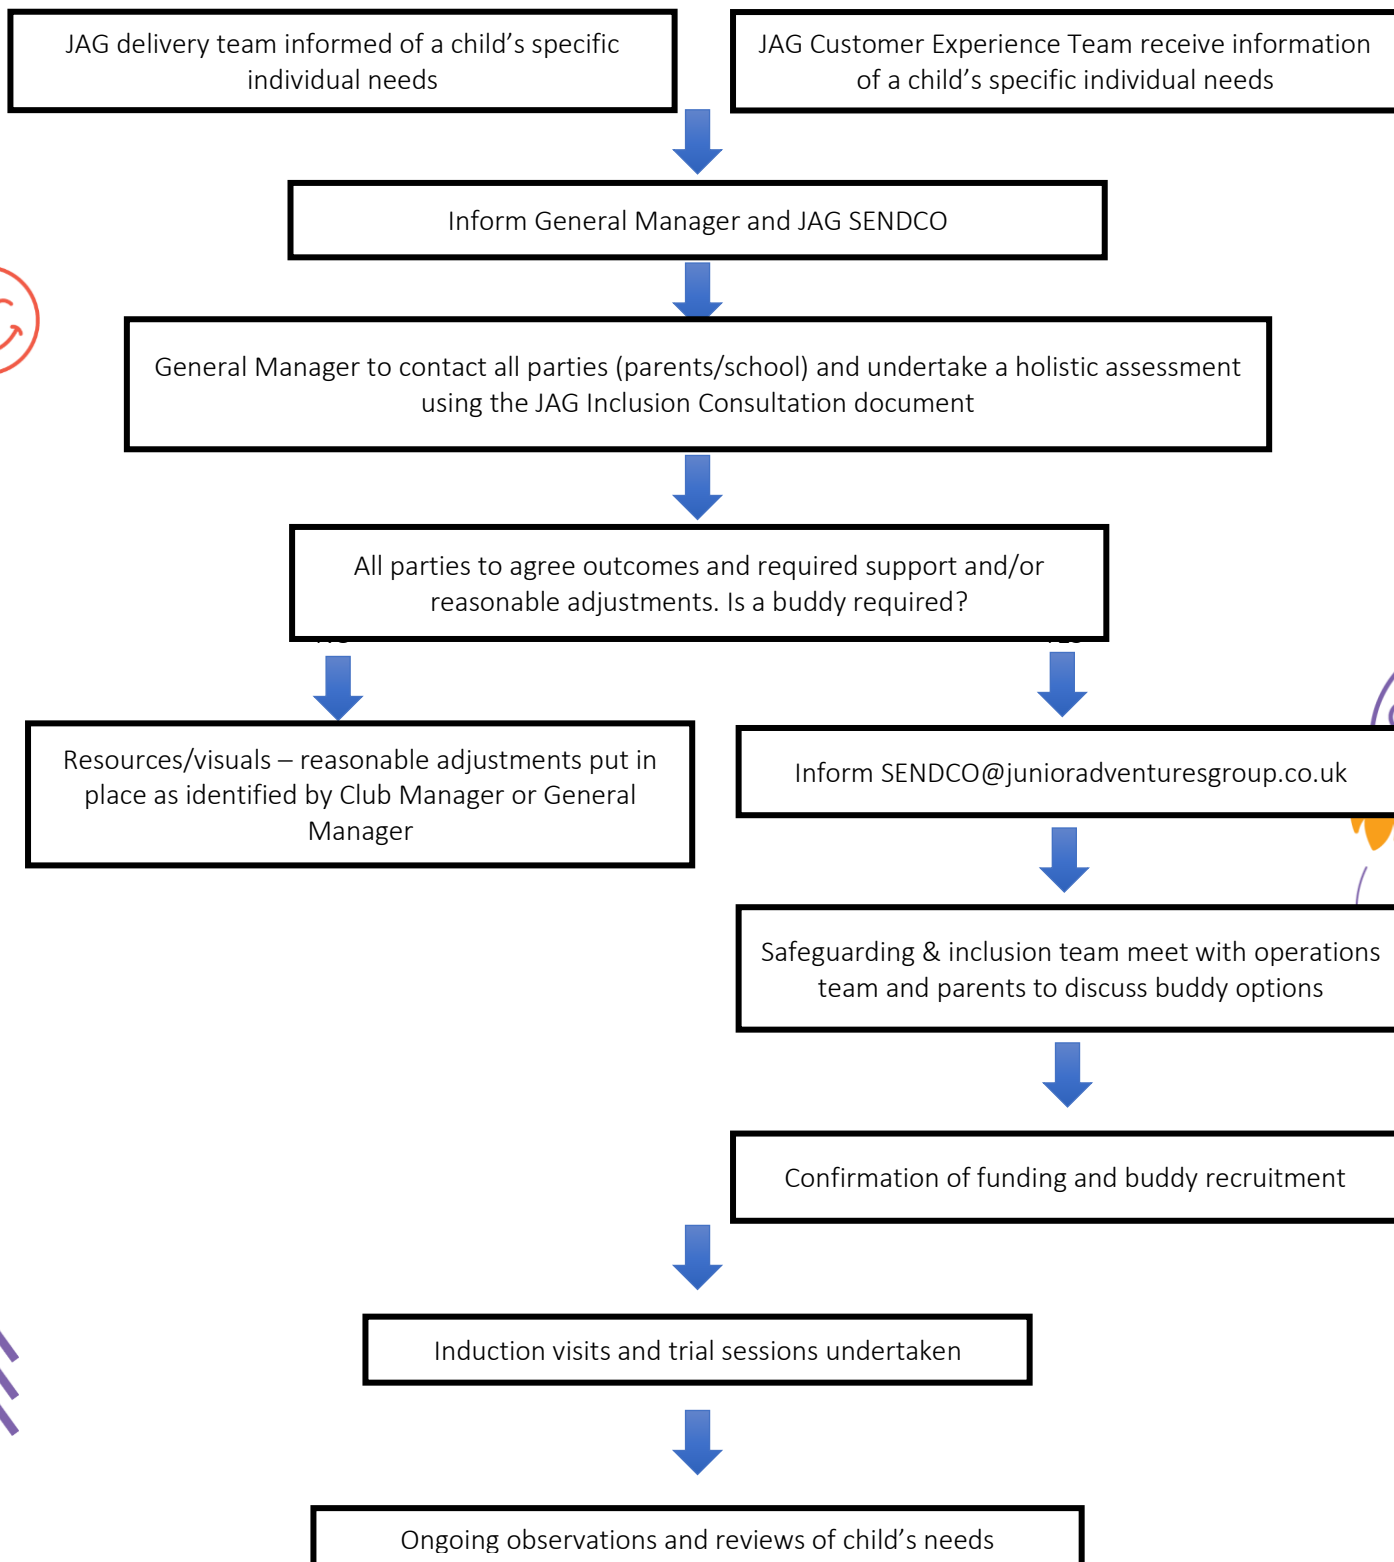 JAG delivery team informed of a child’s specific
individual needs
JAG Customer Experience Team receive information
of a child’s specific individual needs
Inform General Manager and JAG SENDCO
General Manager to contact all parties (parents/school) and undertake a holistic assessment
using the JAG Inclusion Consultation document
All parties to agree outcomes and required support and/or
reasonable adjustments. Is a buddy required?
Resources/visuals – reasonable adjustments put in
place as identified by Club Manager or General
Manager
Inform SENDCO@junioradventuresgroup.co.uk
Safeguarding & inclusion team meet with operations
team and parents to discuss buddy options
Confirmation of funding and buddy recruitment
Induction visits and trial sessions undertaken
Ongoing observations and reviews of child’s needs